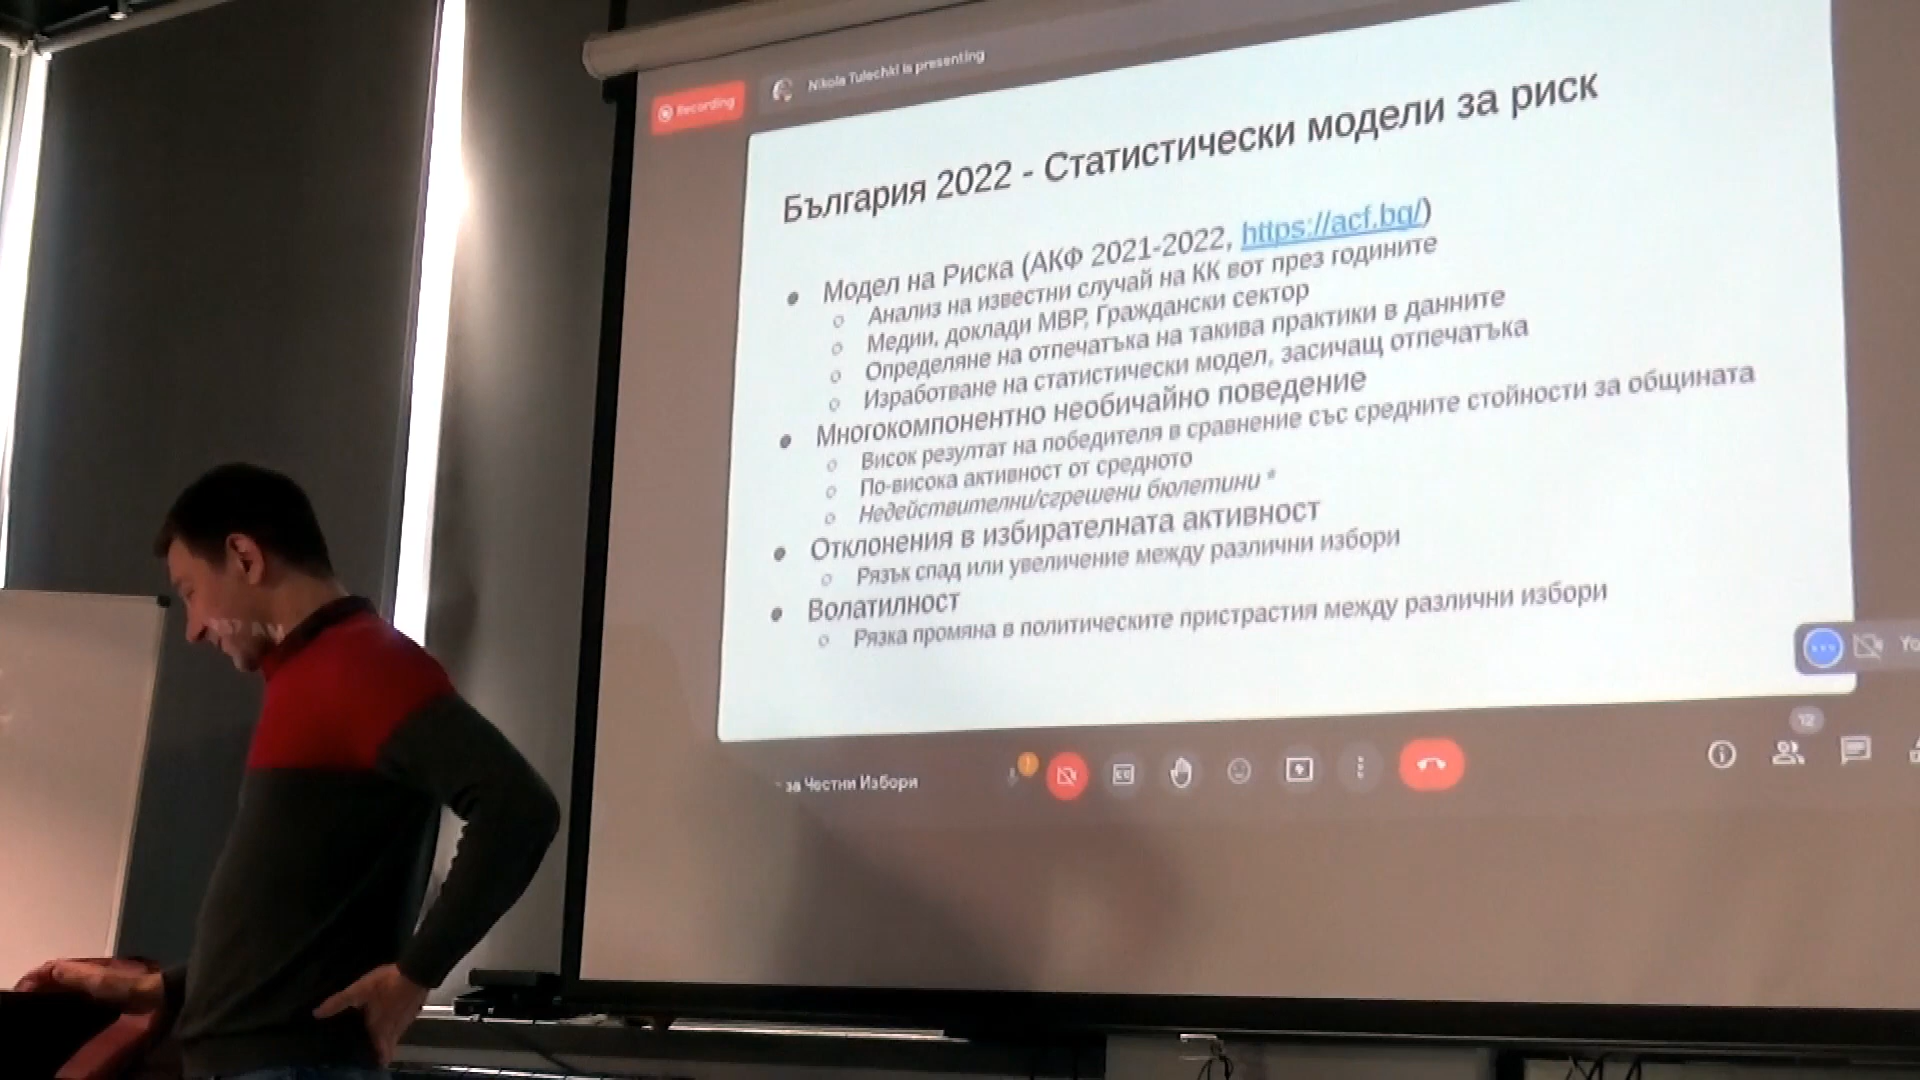 Recording
Nikola Tulechki is presenting
България 2022 - Статистически модели за риск
Модел на Риска (АКФ 2021-2022, https://acf.bg/)
Анализ на известни случай на КК вот през годините
Медии, доклади МВР, Граждански сектор
Определяне на отпечатъка на такива практики в данните
Изработване на статистически модел, засичащ отпечатъка
Многокомпонентно необичайно поведение
Висок резултат на победителя в сравнение със средните стойности за общината
По-висока активност от средното
Недействителни/сгрешени бюлетини *
Отклонения в избирателната активност
Рязък спад или увеличение между различни избори
Волатилност
Рязка промяна в политическите пристрастия между различни избори
12
за Честни Избори